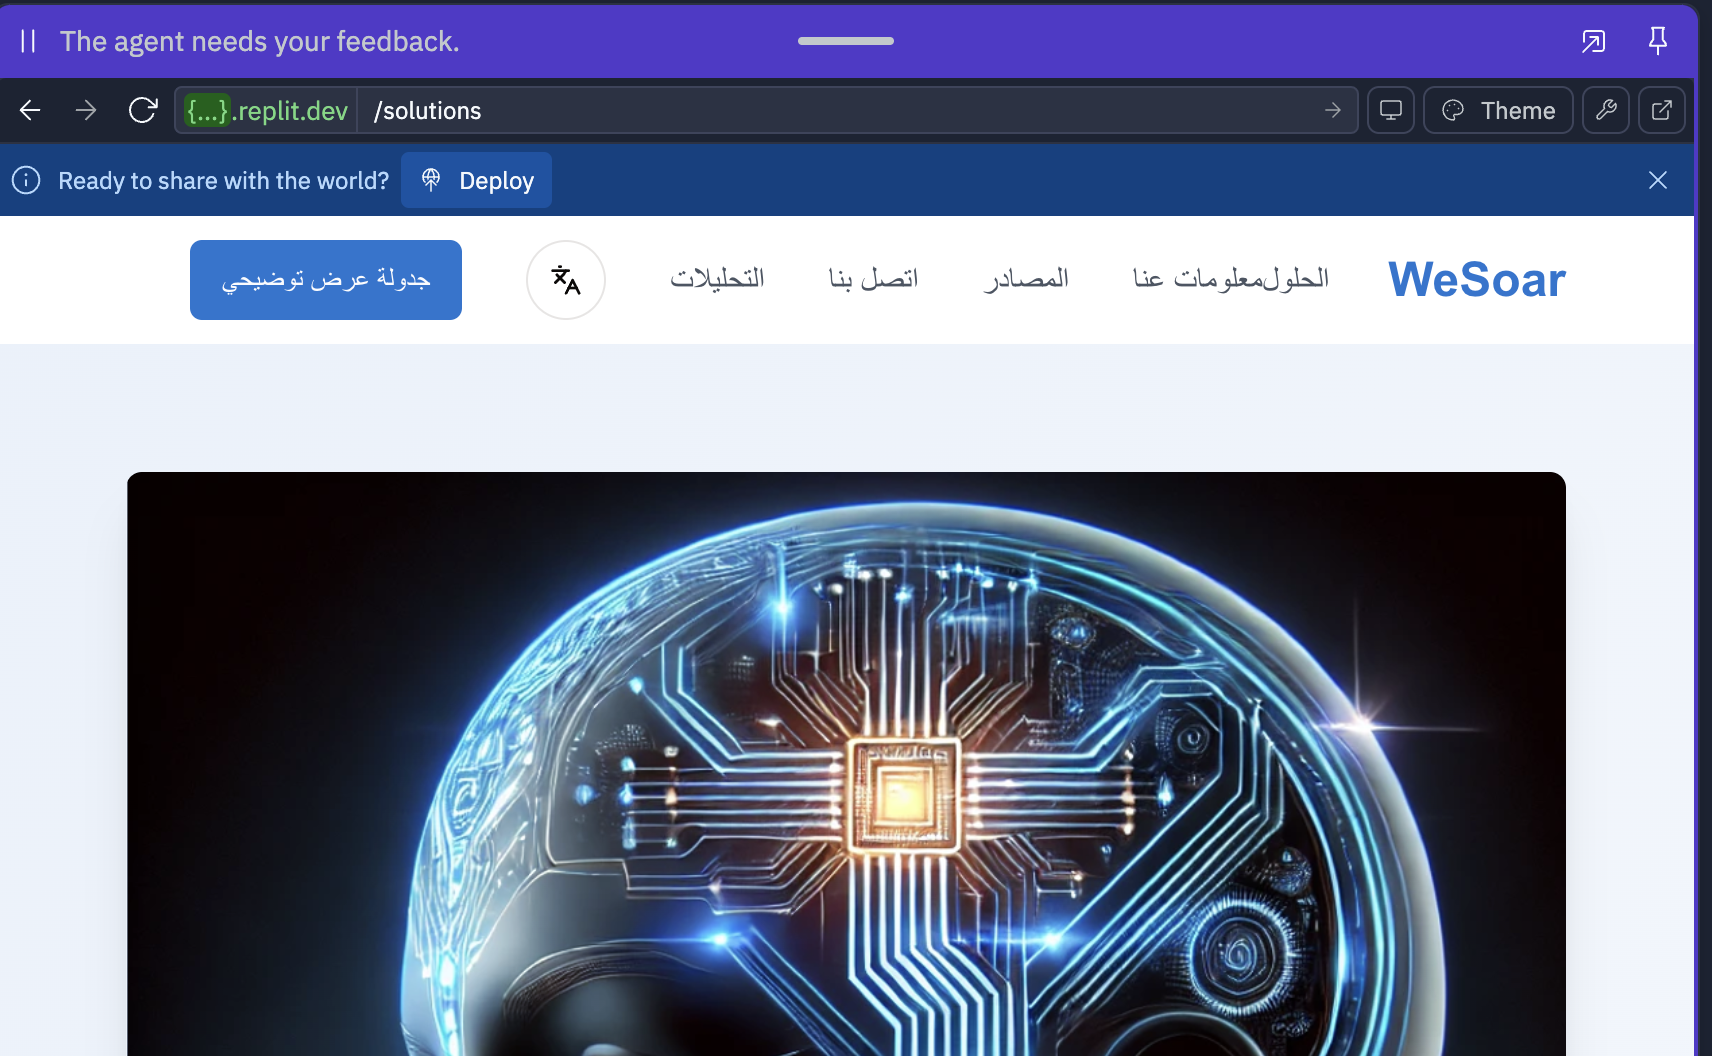 The agent needs your feedback.
{...}.replit.dev /solutions Theme
Ready to share with the world? Deploy
WeSoar الحلولمعلومات عنا المصادر اتصل بنا التحليلات جدولة عرض توضيحي